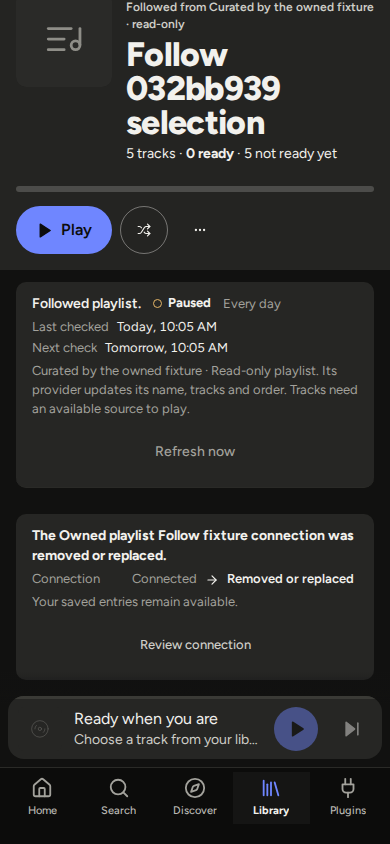 Followed from Curated by the owned fixture
· read-only
Follow
032bb939
selection
5 tracks · 0 ready · 5 not ready yet
Play
Followed playlist. Paused Every day
Last checked Today, 10:05 AM
Next check Tomorrow, 10:05 AM
Curated by the owned fixture · Read-only playlist. Its
provider updates its name, tracks and order. Tracks need
an available source to play.
Refresh now
The Owned playlist Follow fixture connection was
removed or replaced.
Connection Connected → Removed or replaced
Your saved entries remain available.
Review connection
Ready when you are
Choose a track from your lib…
Home Search Discover Library Plugins